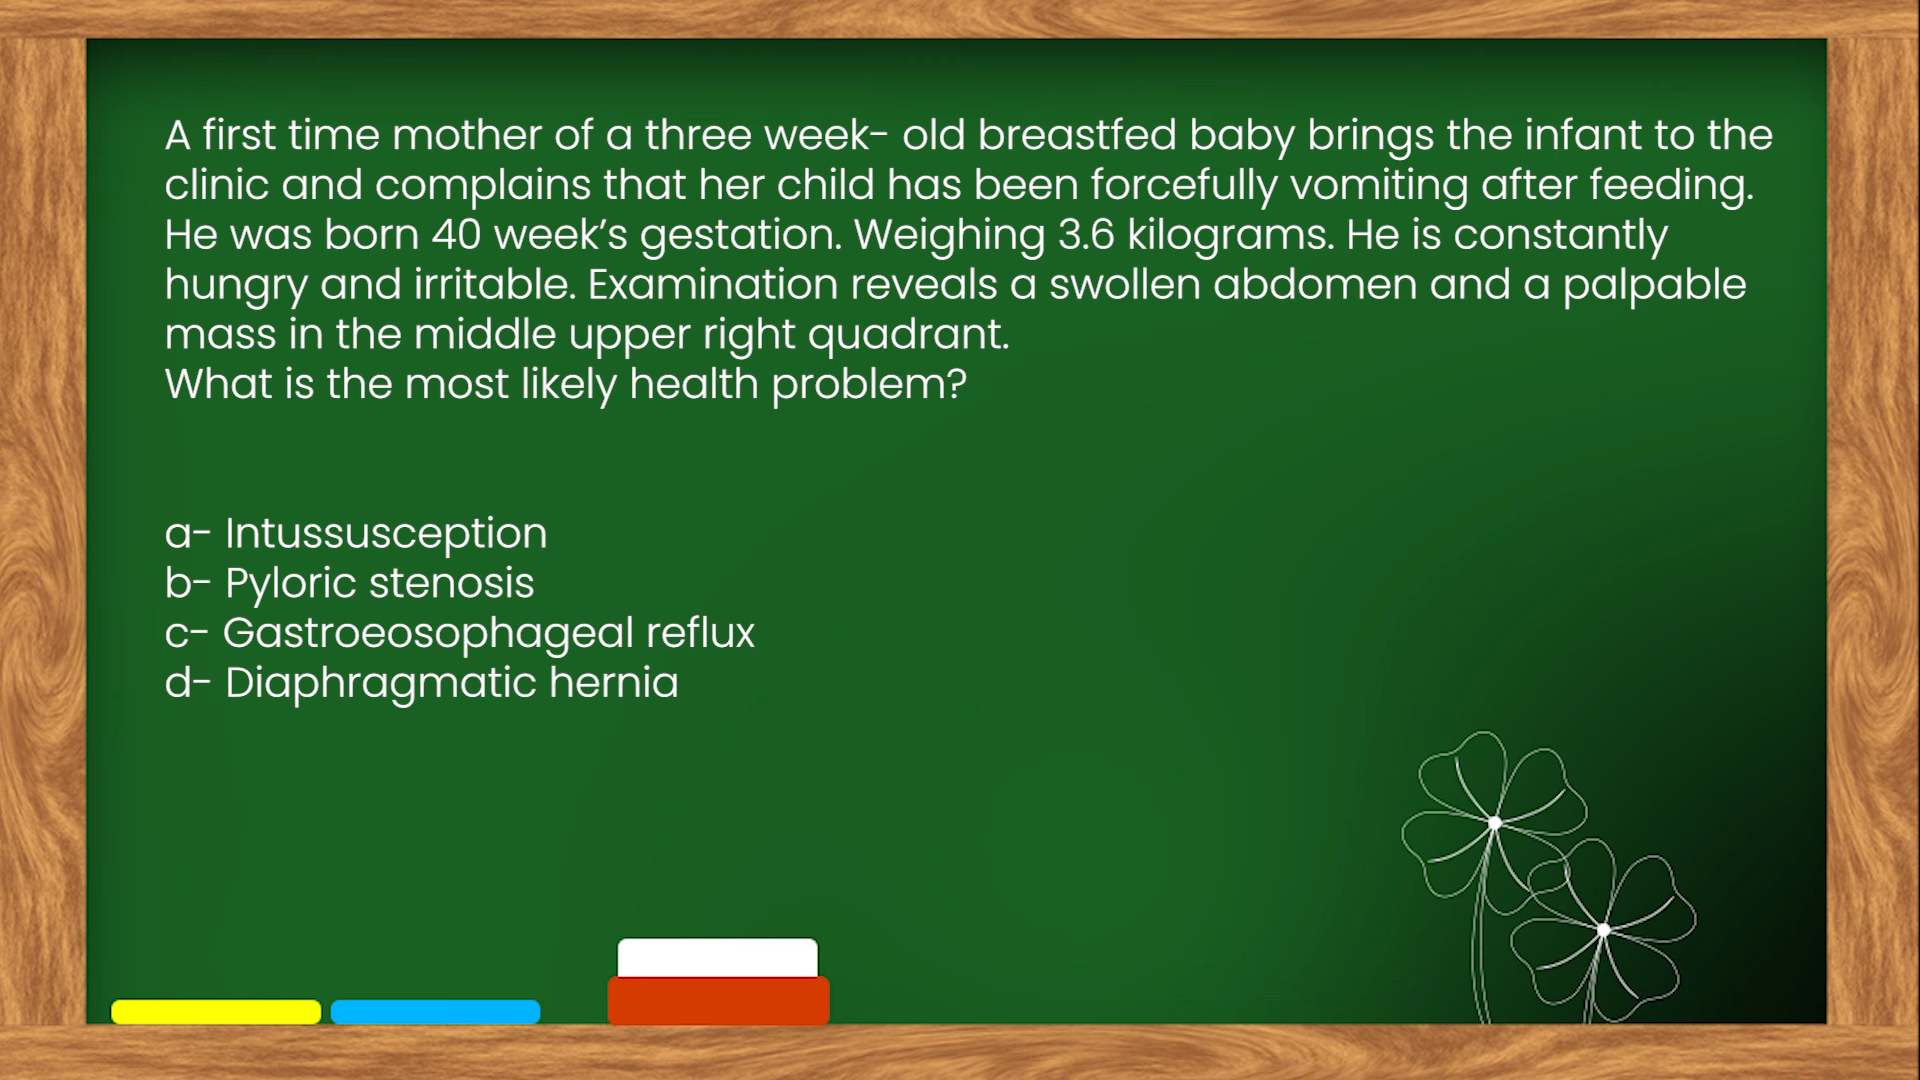 A first time mother of a three week- old breastfed baby brings the infant to the
clinic and complains that her child has been forcefully vomiting after feeding.
He was born 40 week’s gestation. Weighing 3.6 kilograms. He is constantly
hungry and irritable. Examination reveals a swollen abdomen and a palpable
mass in the middle upper right quadrant.
What is the most likely health problem?
a- Intussusception
b- Pyloric stenosis
c- Gastroeosophageal reflux
d- Diaphragmatic hernia